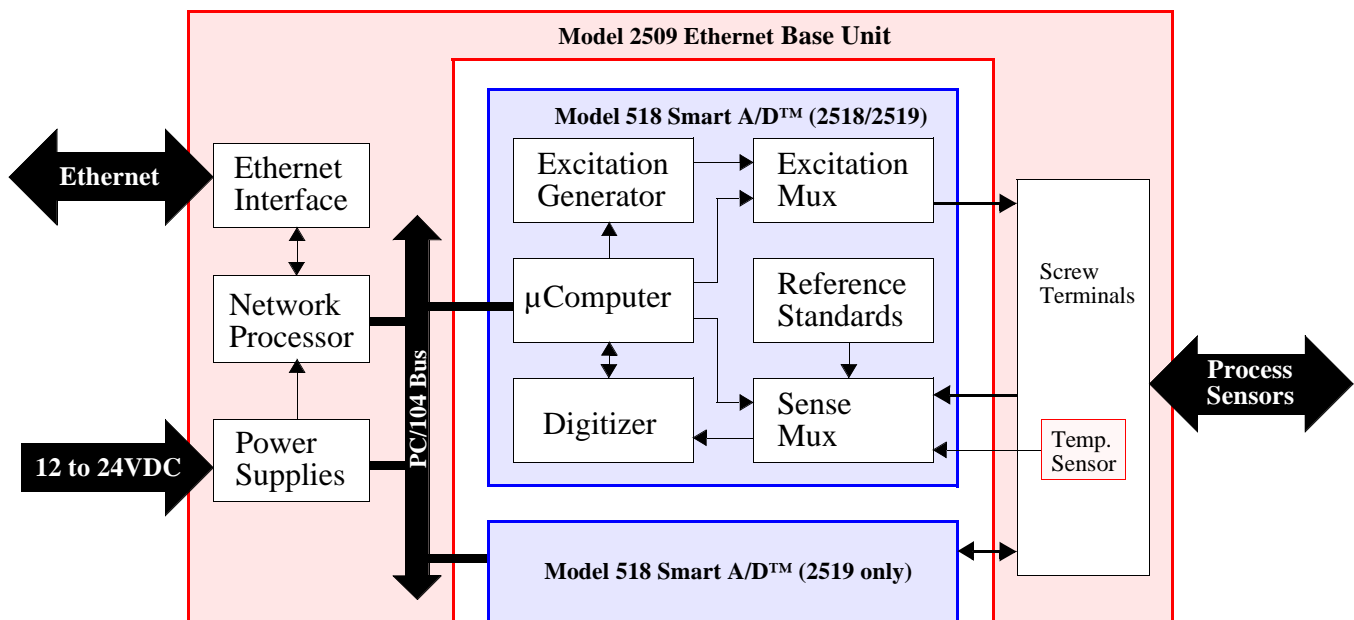 Model 2509 Ethernet Base Unit
Model 518 Smart A/D™ (2518/2519)
Ethernet
Ethernet
Interface
Excitation
Generator
Excitation
Mux
Network
Processor
PC/104 Bus
µComputer
Reference
Standards
Screw
Terminals
Process
Sensors
12 to 24VDC
Power
Supplies
Digitizer
Sense
Mux
Temp.
Sensor
Model 518 Smart A/D™ (2519 only)